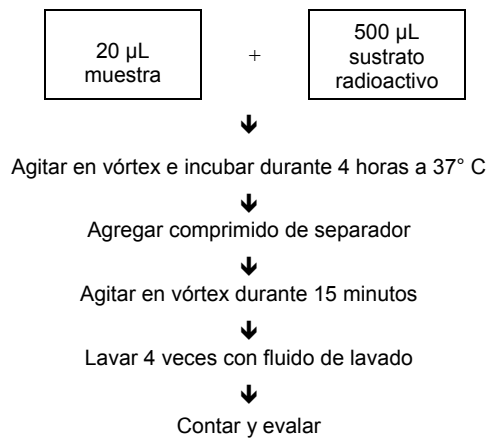 20 µL
muestra
+
500 µL
sustrato
radioactivo
Agitar en vórtex e incubar durante 4 horas a 37° C
Agregar comprimido de separador
Agitar en vórtex durante 15 minutos
Lavar 4 veces con fluido de lavado
Contar y evalar